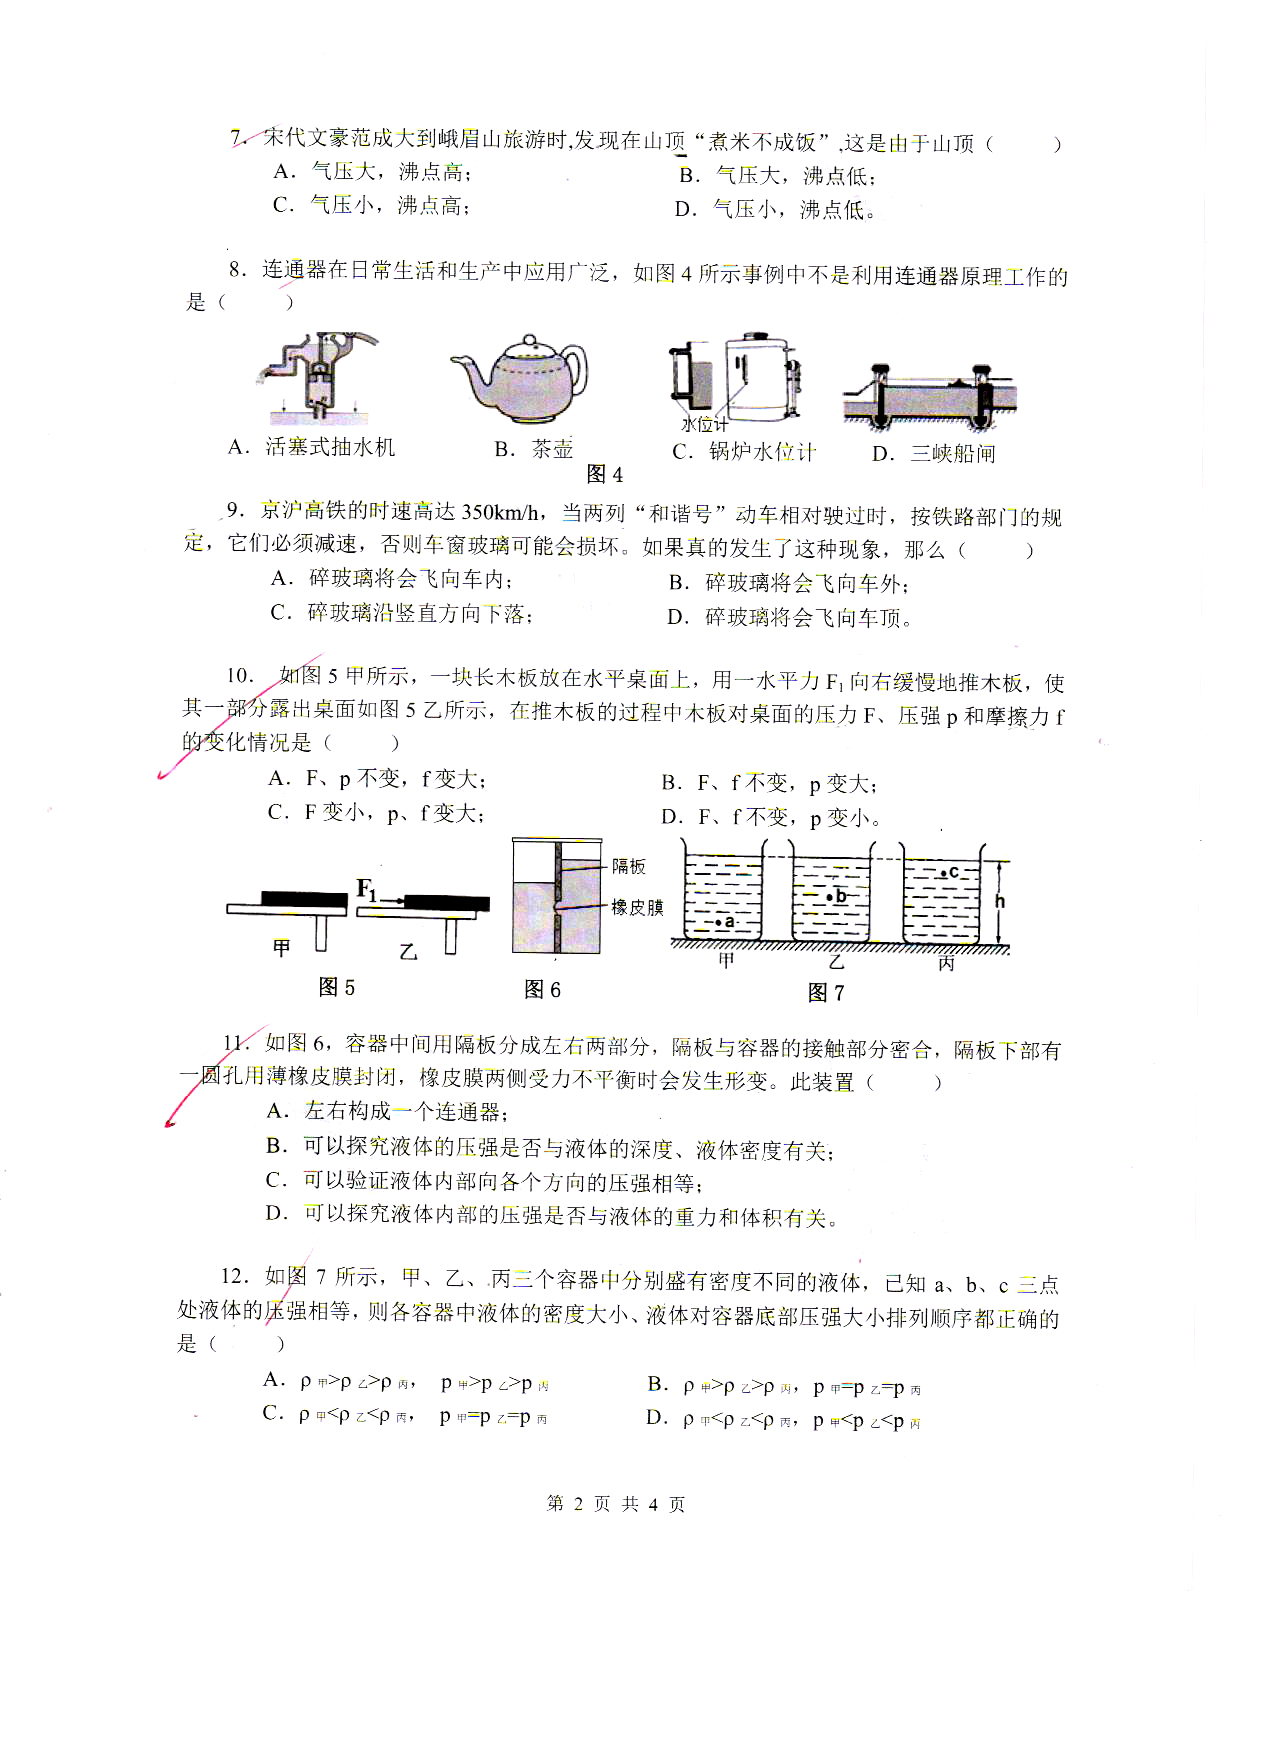 7．宋代文豪范成大到峨眉山旅游时,发现在山顶“煮米不成饭”,这是由于山顶（　　）
A．气压大，沸点高；　　B．气压大，沸点低；
C．气压小，沸点高；　　D．气压小，沸点低。
8．连通器在日常生活和生产中应用广泛，如图 4 所示事例中不是利用连通器原理工作的
是（　　）
水位计
A．活塞式抽水机　　B．茶壶　　C．锅炉水位计　　D．三峡船闸
图 4
9．京沪高铁的时速高达 350km/h，当两列“和谐号”动车相对驶过时，按铁路部门的规
定，它们必须减速，否则车窗玻璃可能会损坏。如果真的发生了这种现象，那么（　　）
A．碎玻璃将会飞向车内；　　B．碎玻璃将会飞向车外；
C．碎玻璃沿竖直方向下落；　　D．碎玻璃将会飞向车顶。
10．如图 5 甲所示，一块长木板放在水平桌面上，用一水平力 F₁ 向右缓慢地推木板，使
其一部分露出桌面如图 5 乙所示，在推木板的过程中木板对桌面的压力 F、压强 p 和摩擦力 f
的变化情况是（　　）
A．F、p 不变，f 变大；　　B．F、f 不变，p 变大；
C．F 变小，p、f 变大；　　D．F、f 不变，p 变小。
F₁
甲　乙
隔板
橡皮膜
a　b　c　h
甲　乙　丙
图 5　　图 6　　图 7
11．如图 6，容器中间用隔板分成左右两部分，隔板与容器的接触部分密合，隔板下部有
一圆孔用薄橡皮膜封闭，橡皮膜两侧受力不平衡时会发生形变。此装置（　　）
A．左右构成一个连通器；
B．可以探究液体的压强是否与液体的深度、液体密度有关；
C．可以验证液体内部向各个方向的压强相等；
D．可以探究液体内部的压强是否与液体的重力和体积有关。
12．如图 7 所示，甲、乙、丙三个容器中分别盛有密度不同的液体，已知 a、b、c 三点
处液体的压强相等，则各容器中液体的密度大小、液体对容器底部压强大小排列顺序都正确的
是（　　）
A．ρ甲>ρ乙>ρ丙，　p甲>p乙>p丙　　B．ρ甲>ρ乙>ρ丙，p甲=p乙=p丙
C．ρ甲<ρ乙<ρ丙，　p甲=p乙=p丙　　D．ρ甲<ρ乙<ρ丙，p甲<p乙<p丙
第 2 页 共 4 页